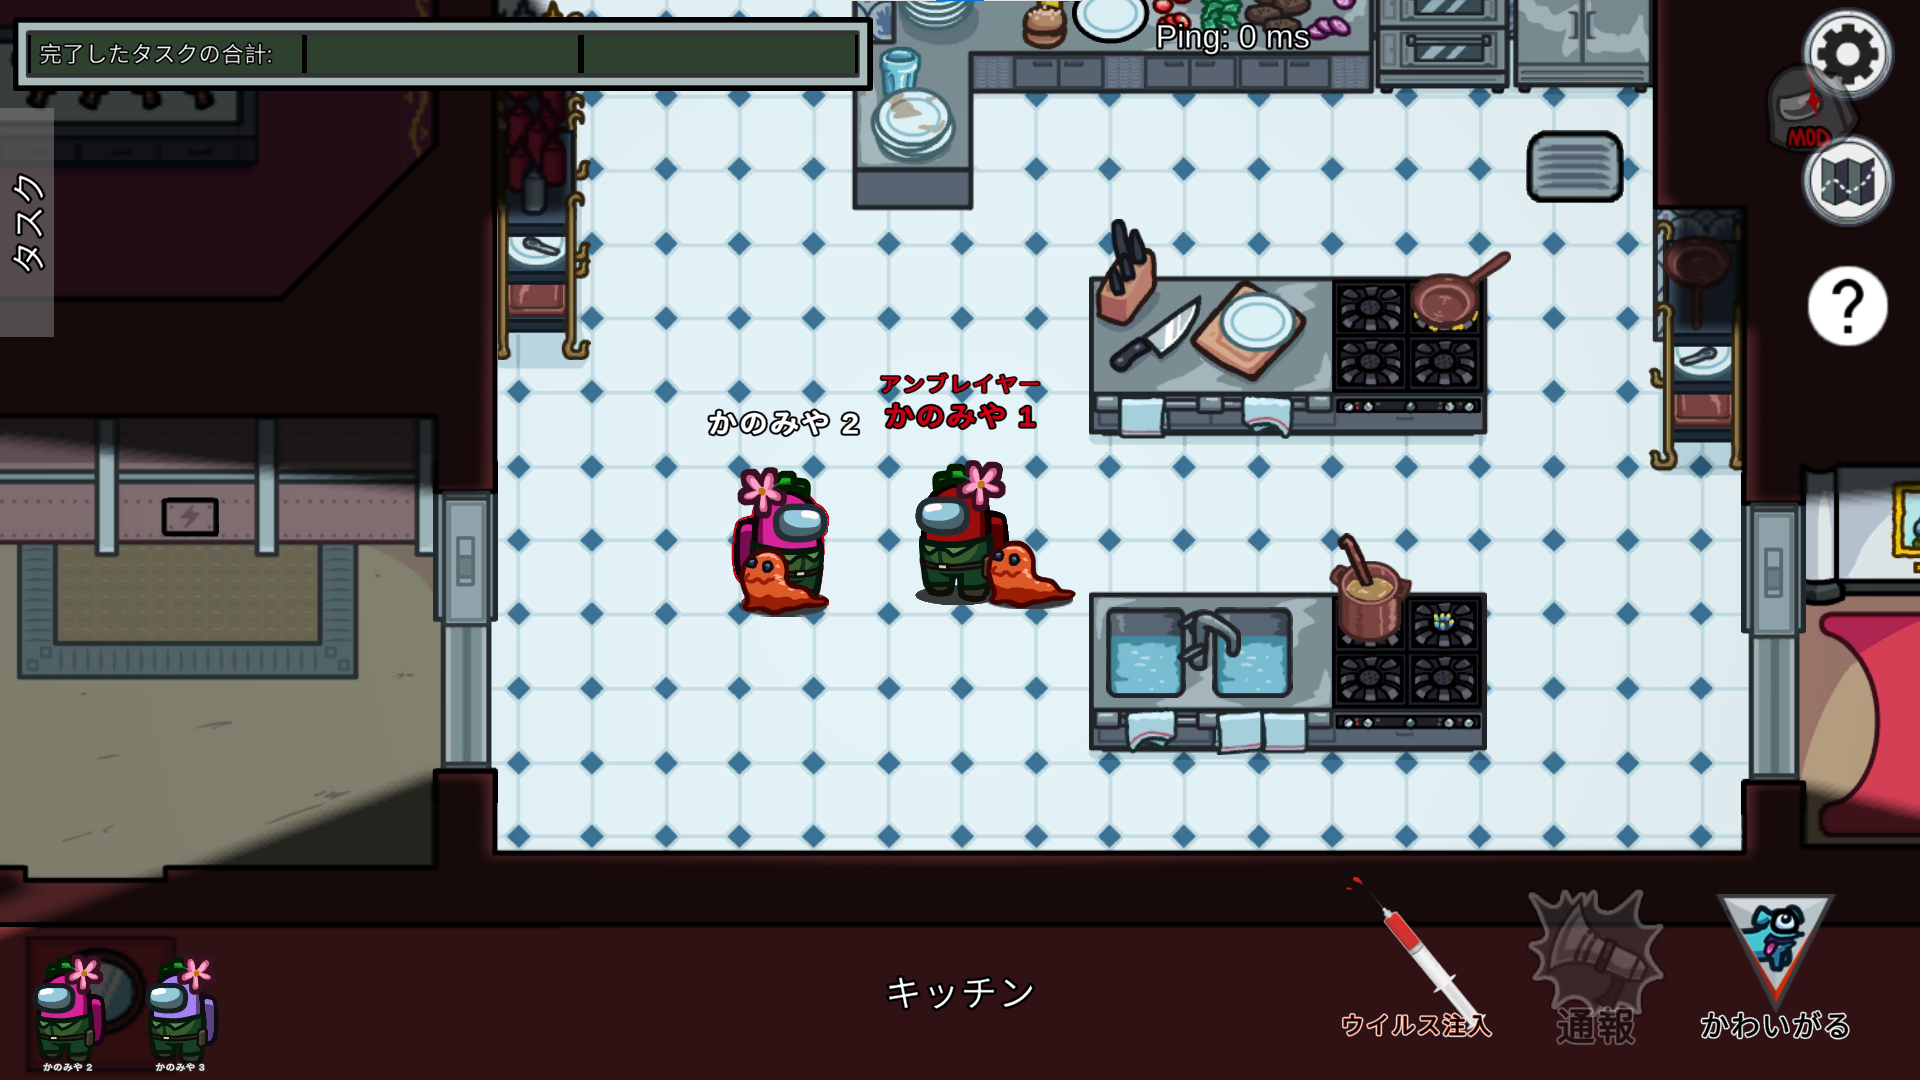 完了したタスクの合計:
Ping: 0 ms
MOD
タスク
?
アンブレイヤー
かのみや 2
かのみや 1
キッチン
ウイルス注入
通報
かわいがる
かのみや 2
かのみや 3